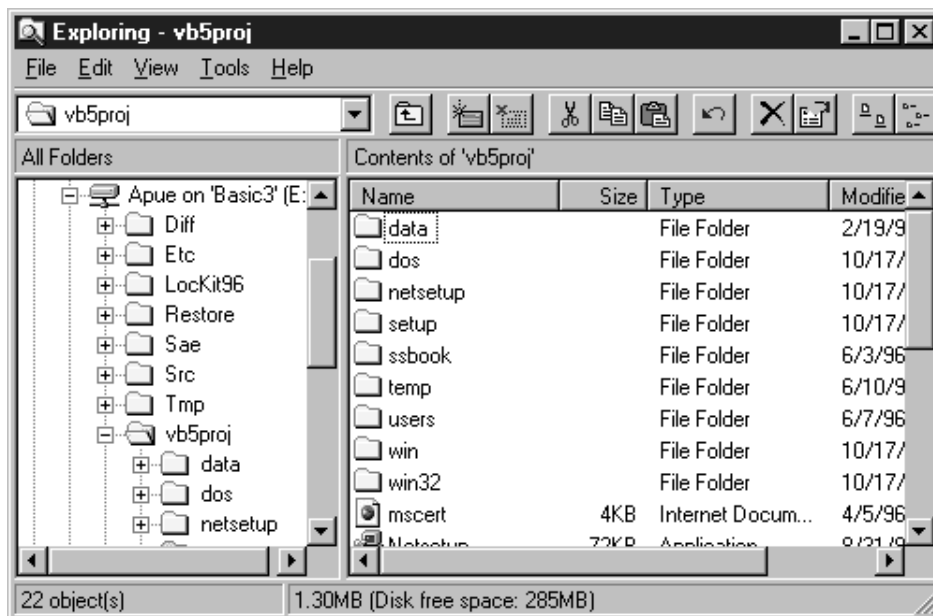 Exploring - vb5proj
File Edit View Tools Help
vb5proj
All Folders
Contents of 'vb5proj'
Apue on 'Basic3' (E:
Diff
Etc
LocKit96
Restore
Sae
Src
Tmp
vb5proj
data
dos
netsetup
Name Size Type Modifie
data File Folder 2/19/9
dos File Folder 10/17/
netsetup File Folder 10/17/
setup File Folder 10/17/
ssbook File Folder 6/3/96
temp File Folder 6/10/9
users File Folder 6/7/96
win File Folder 10/17/
win32 File Folder 10/17/
mscert 4KB Internet Docum... 4/5/96
Netsetup 72KB Application
22 object(s) 1.30MB (Disk free space: 285MB)